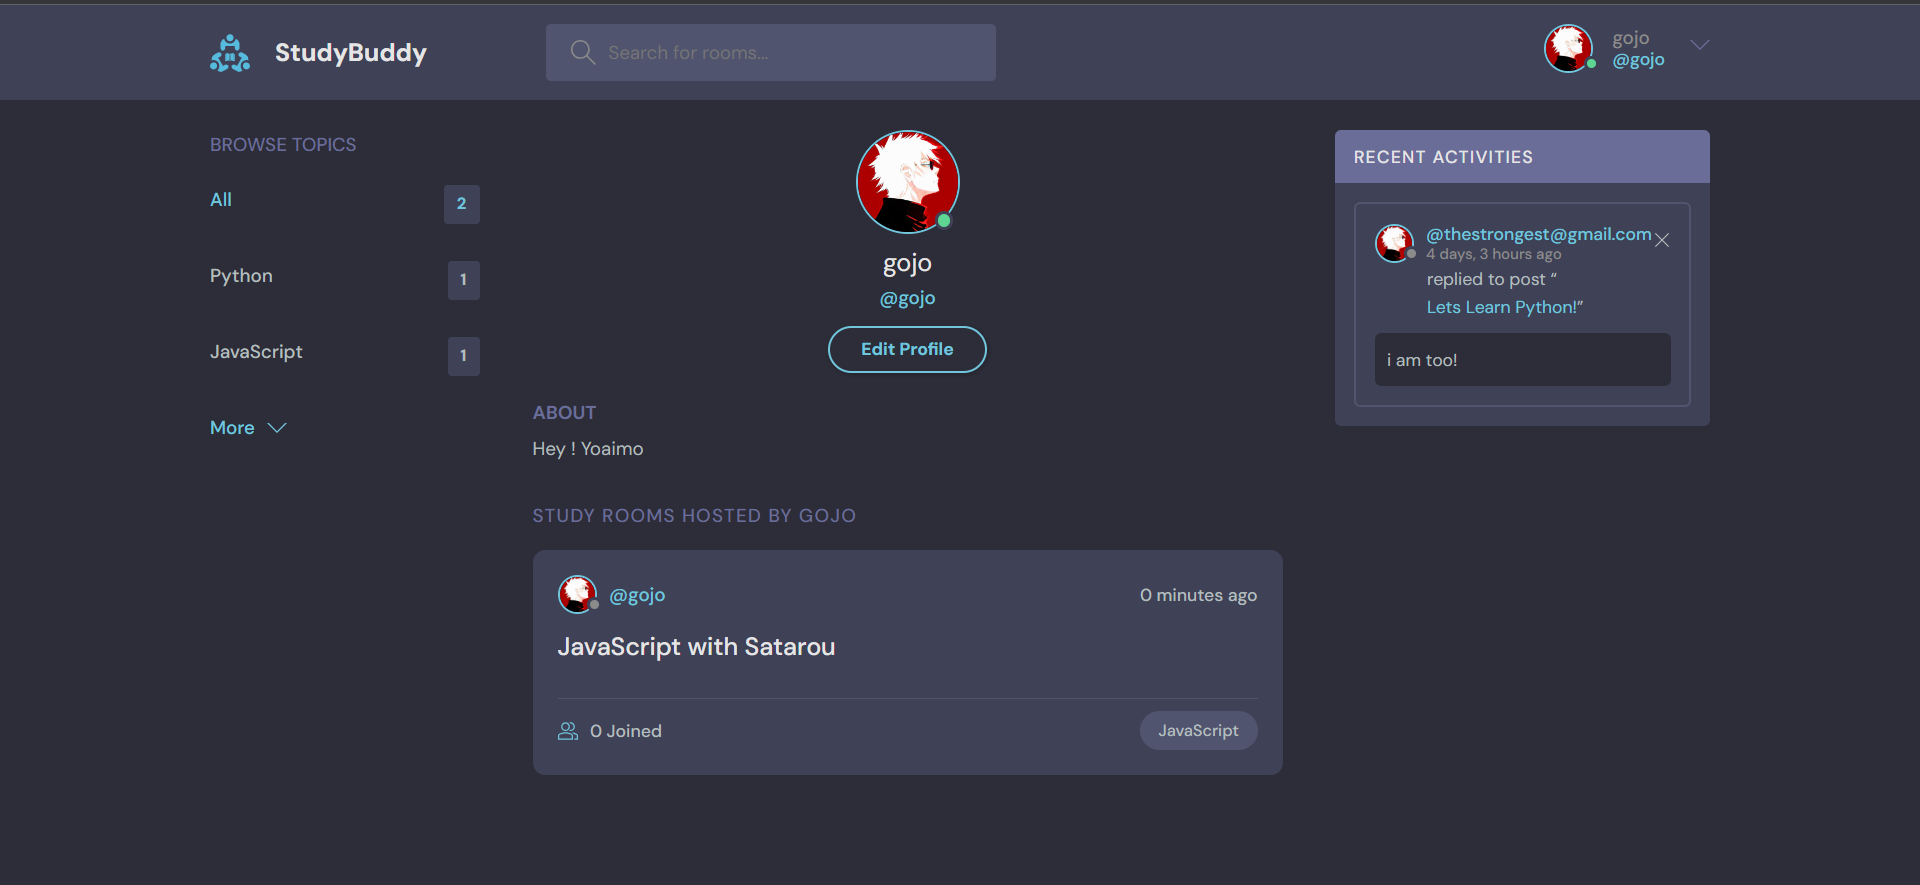 StudyBuddy
Search for rooms...
gojo
@gojo
BROWSE TOPICS
All 2
Python 1
JavaScript 1
More
gojo
@gojo
Edit Profile
ABOUT
Hey ! Yoaimo
STUDY ROOMS HOSTED BY GOJO
@gojo 0 minutes ago
JavaScript with Satarou
0 Joined JavaScript
RECENT ACTIVITIES
@thestrongest@gmail.com
4 days, 3 hours ago
replied to post “
Lets Learn Python!”
i am too!